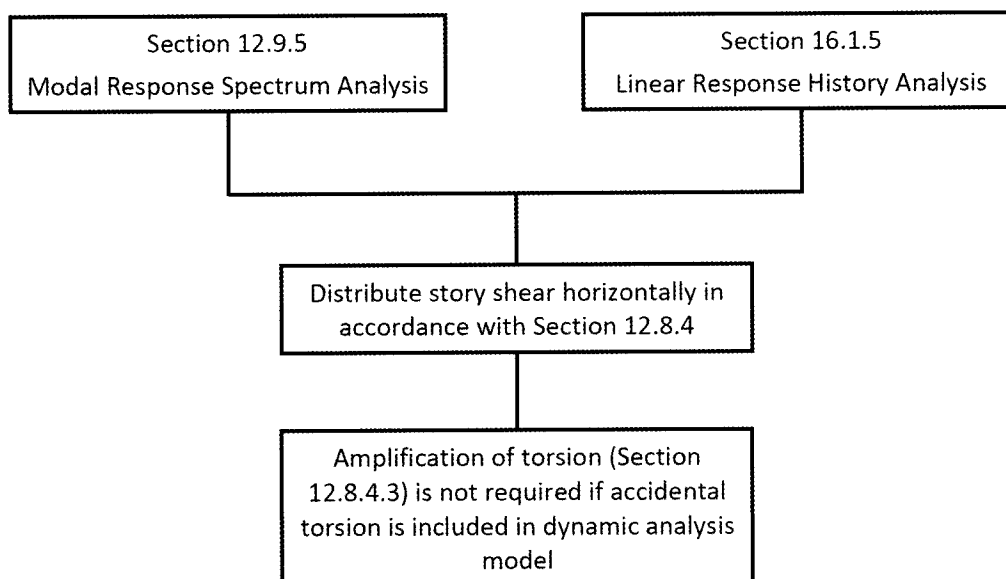 Section 12.9.5
Modal Response Spectrum Analysis
Section 16.1.5
Linear Response History Analysis
Distribute story shear horizontally in
accordance with Section 12.8.4
Amplification of torsion (Section
12.8.4.3) is not required if accidental
torsion is included in dynamic analysis
model